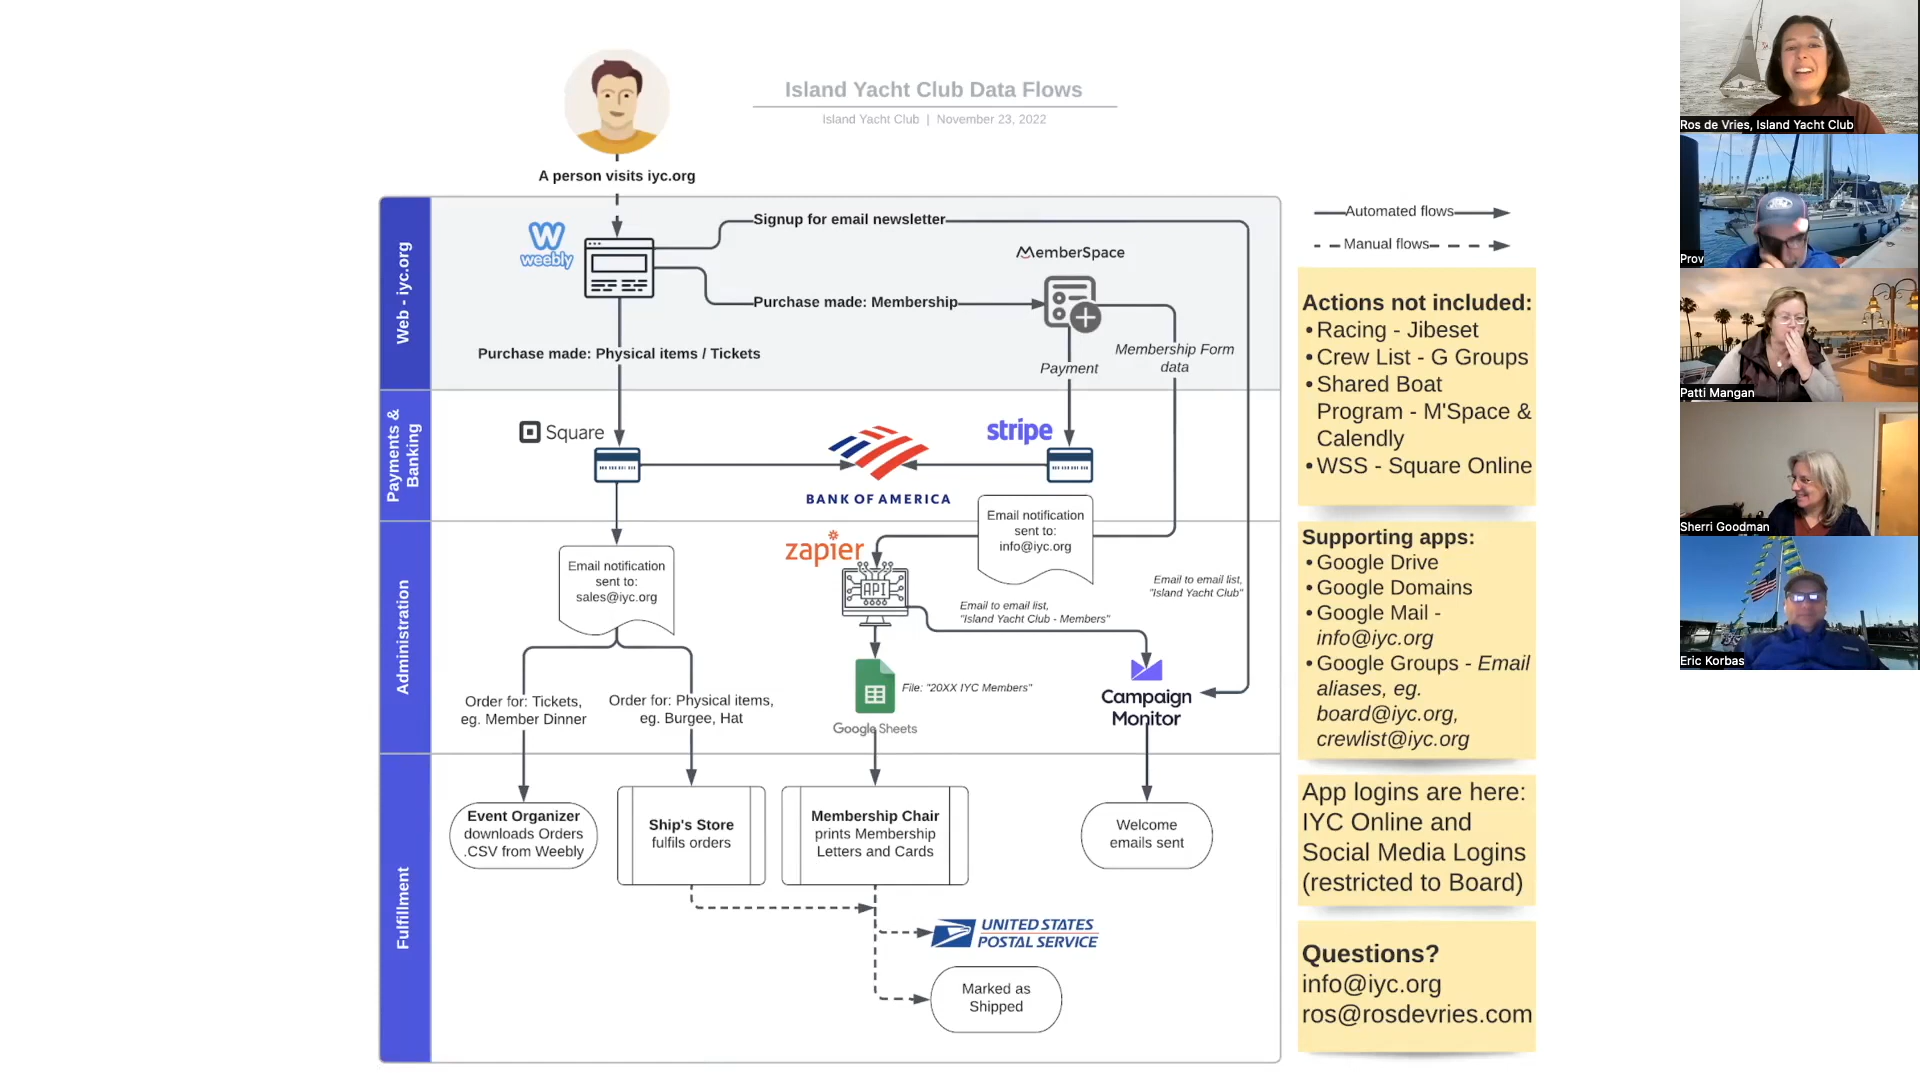 Island Yacht Club Data Flows
Island Yacht Club | November 23, 2022
A person visits iyc.org
Web - iyc.org
W
weebly
Signup for email newsletter
MemberSpace
Purchase made: Membership
Purchase made: Physical items / Tickets
Payment
Membership Form
data
Payments &
Banking
Square
BANK OF AMERICA
stripe
Administration
Email notification
sent to:
sales@iyc.org
zapier
API
Email notification
sent to:
info@iyc.org
Email to email list,
"Island Yacht Club"
Email to email list,
"Island Yacht Club - Members"
File: "20XX IYC Members"
Google Sheets
Campaign
Monitor
Order for: Tickets,
eg. Member Dinner
Order for: Physical items,
eg. Burgee, Hat
Fulfillment
Event Organizer
downloads Orders
.CSV from Weebly
Ship's Store
fulfils orders
Membership Chair
prints Membership
Letters and Cards
Welcome
emails sent
UNITED STATES
POSTAL SERVICE
Marked as
Shipped
Automated flows
Manual flows
Actions not included:
• Racing - Jibeset
• Crew List - G Groups
• Shared Boat
Program - M'Space &
Calendly
• WSS - Square Online
Supporting apps:
• Google Drive
• Google Domains
• Google Mail -
info@iyc.org
• Google Groups - Email
aliases, eg.
board@iyc.org,
crewlist@iyc.org
App logins are here:
IYC Online and
Social Media Logins
(restricted to Board)
Questions?
info@iyc.org
ros@rosdevries.com
Ros de Vries, Island Yacht Club
Prov
Patti Mangan
Sherri Goodman
Eric Korbas